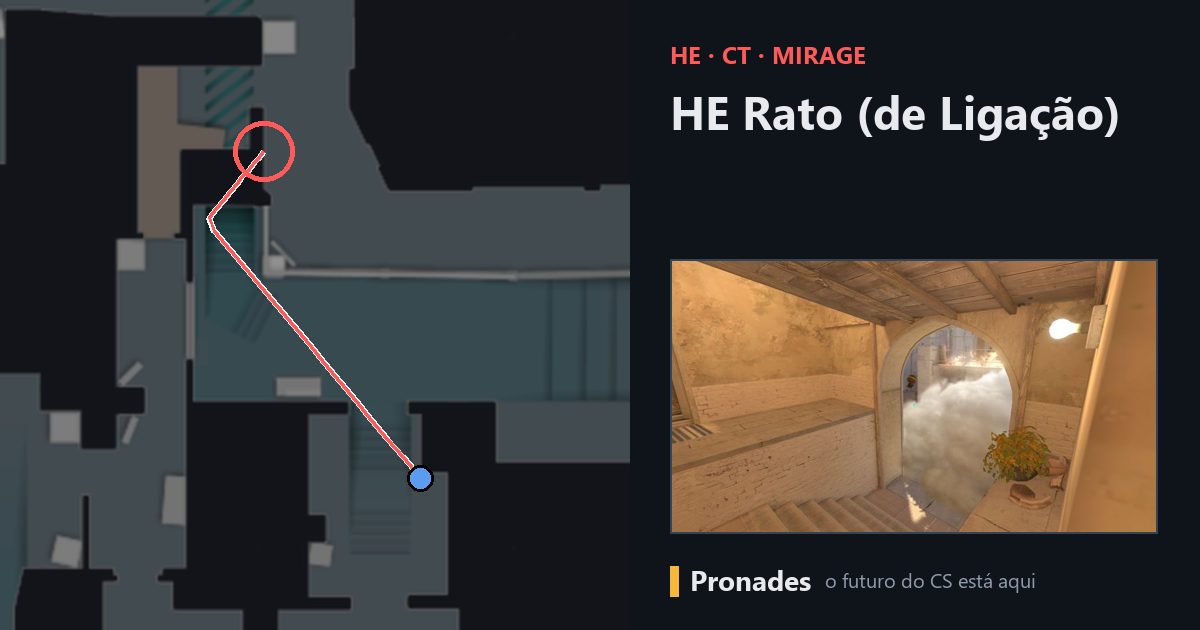 HE · CT · MIRAGE
HE Rato (de Ligação)
Pronades o futuro do CS está aqui